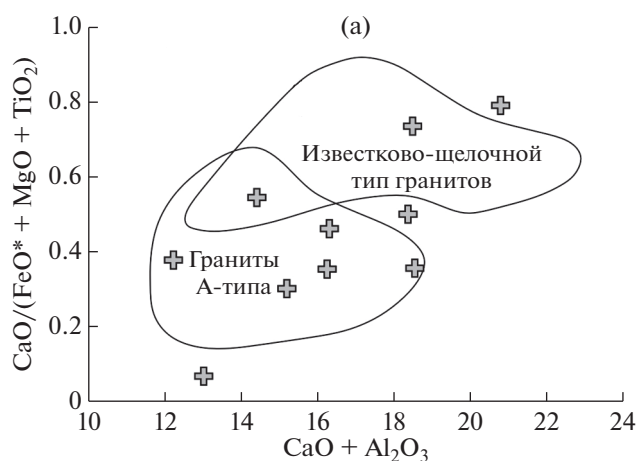 (a)
1.0
0.8
0.6
0.4
0.2
0
CaO/(FeO* + MgO + TiO₂)
Известково-щелочной
тип гранитов
Граниты
А-типа
10 12 14 16 18 20 22 24
CaO + Al₂O₃